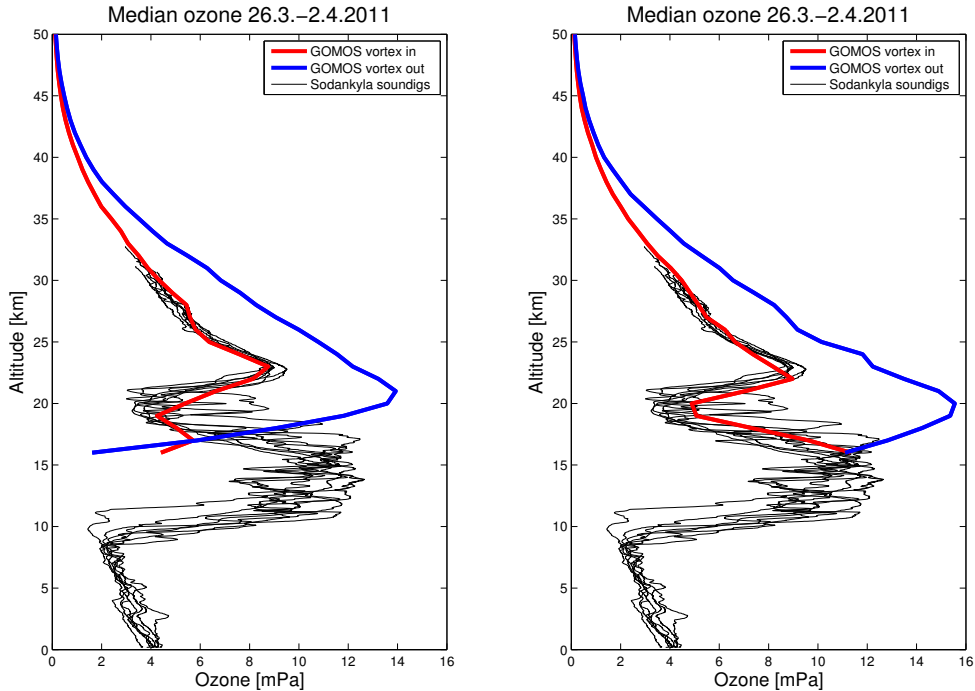 Median ozone 26.3.−2.4.2011
GOMOS vortex in
GOMOS vortex out
Sodankyla soundigs
50
45
40
35
30
25
20
15
10
5
0
Altitude [km]
0 2 4 6 8 10 12 14 16
Ozone [mPa]
Median ozone 26.3.−2.4.2011
GOMOS vortex in
GOMOS vortex out
Sodankyla soundigs
50
45
40
35
30
25
20
15
10
5
0
Altitude [km]
0 2 4 6 8 10 12 14 16
Ozone [mPa]